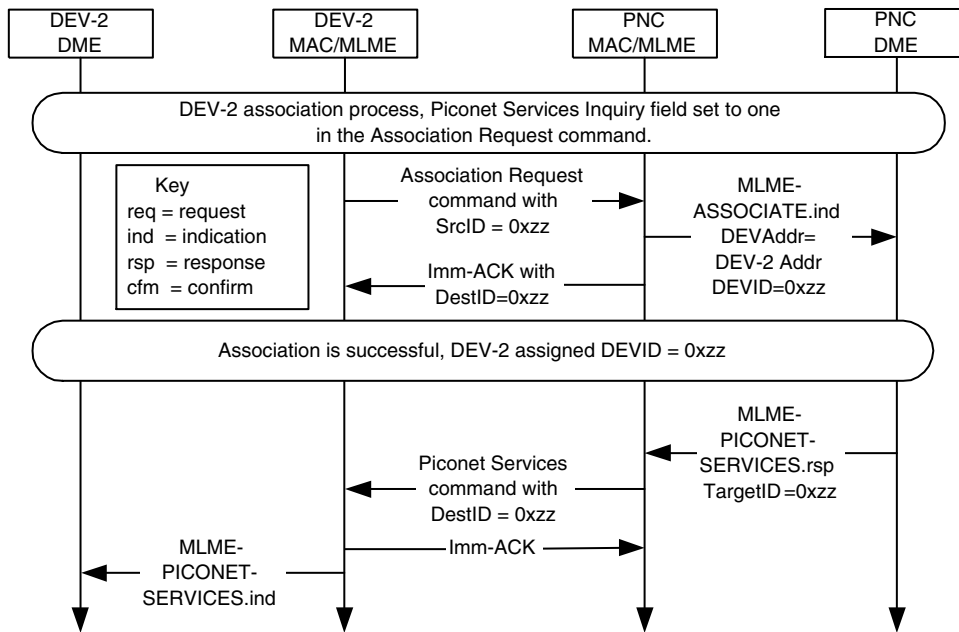 DEV-2
DME
DEV-2
MAC/MLME
PNC
MAC/MLME
PNC
DME
DEV-2 association process, Piconet Services Inquiry field set to one
in the Association Request command.
Key
req = request
ind = indication
rsp = response
cfm = confirm
Association Request
command with
SrcID = 0xzz
MLME-
ASSOCIATE.ind
DEVAddr=
DEV-2 Addr
DEVID=0xzz
Imm-ACK with
DestID=0xzz
Association is successful, DEV-2 assigned DEVID = 0xzz
MLME-
PICONET-
SERVICES.rsp
TargetID =0xzz
Piconet Services
command with
DestID = 0xzz
Imm-ACK
MLME-
PICONET-
SERVICES.ind